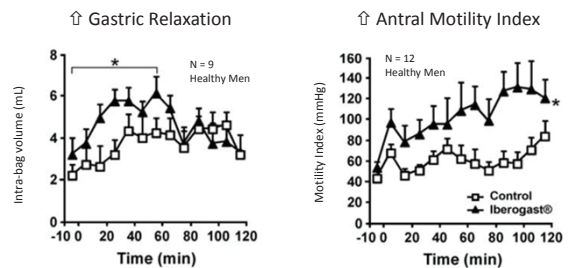 ⇧ Gastric Relaxation
*
N = 9
Healthy Men
Intra-bag volume (mL)
8
6
4
2
0
-10 0 20 40 60 80 100 120
Time (min)
⇧ Antral Motility Index
N = 12
Healthy Men
Motility Index (mmHg)
160
140
120
100
80
60
40
20
0
*
Control
Iberogast®
-10 0 20 40 60 80 100 120
Time (min)